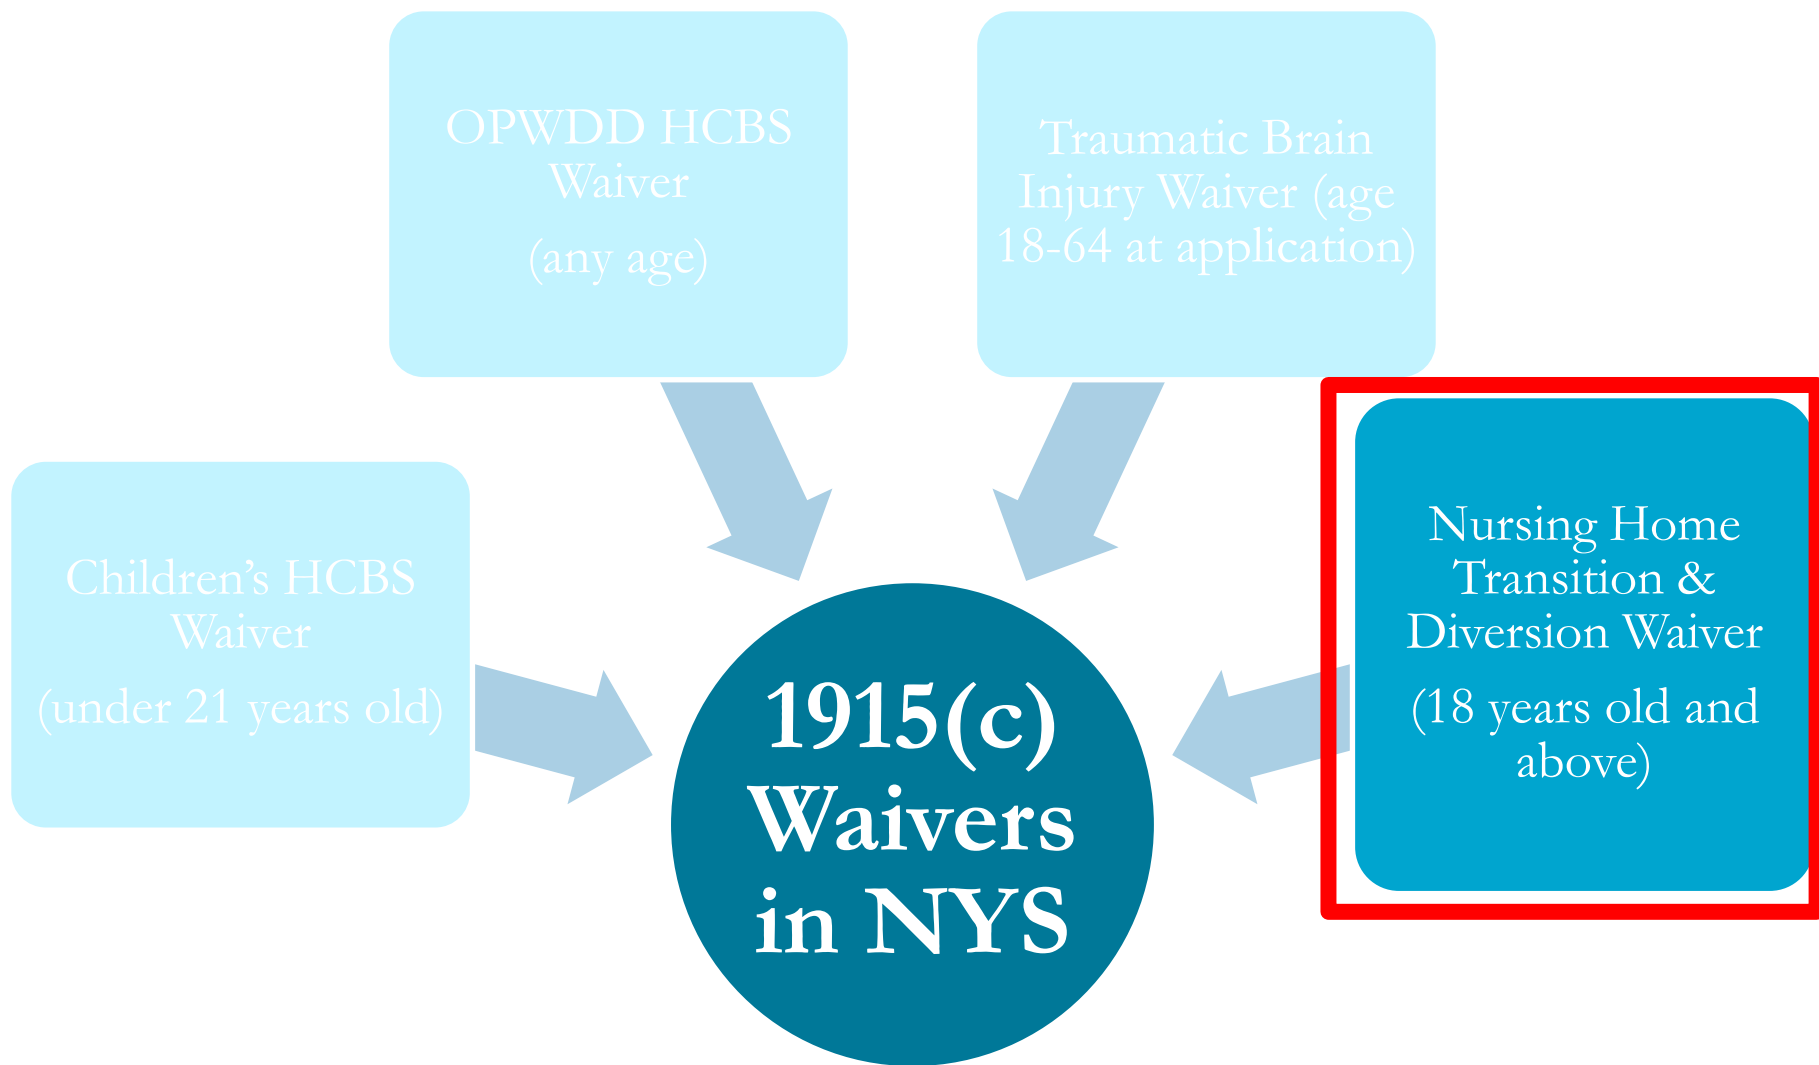 OPWDD HCBS
Waiver
(any age)
Traumatic Brain
Injury Waiver (age
18-64 at application)
Children’s HCBS
Waiver
(under 21 years old)
Nursing Home
Transition &
Diversion Waiver
(18 years old and
above)
1915(c)
Waivers
in NYS